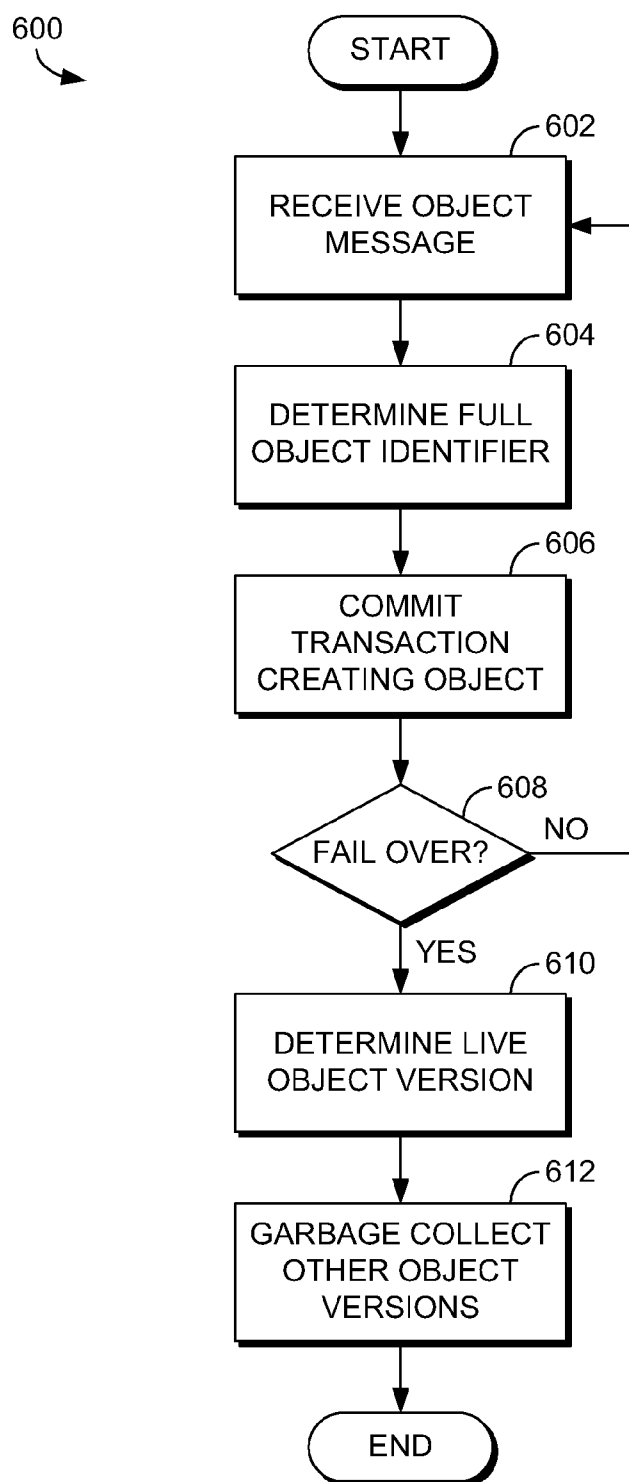 600
START
602
RECEIVE OBJECT
MESSAGE
604
DETERMINE FULL
OBJECT IDENTIFIER
606
COMMIT
TRANSACTION
CREATING OBJECT
608
FAIL OVER?
NO
YES
610
DETERMINE LIVE
OBJECT VERSION
612
GARBAGE COLLECT
OTHER OBJECT
VERSIONS
END